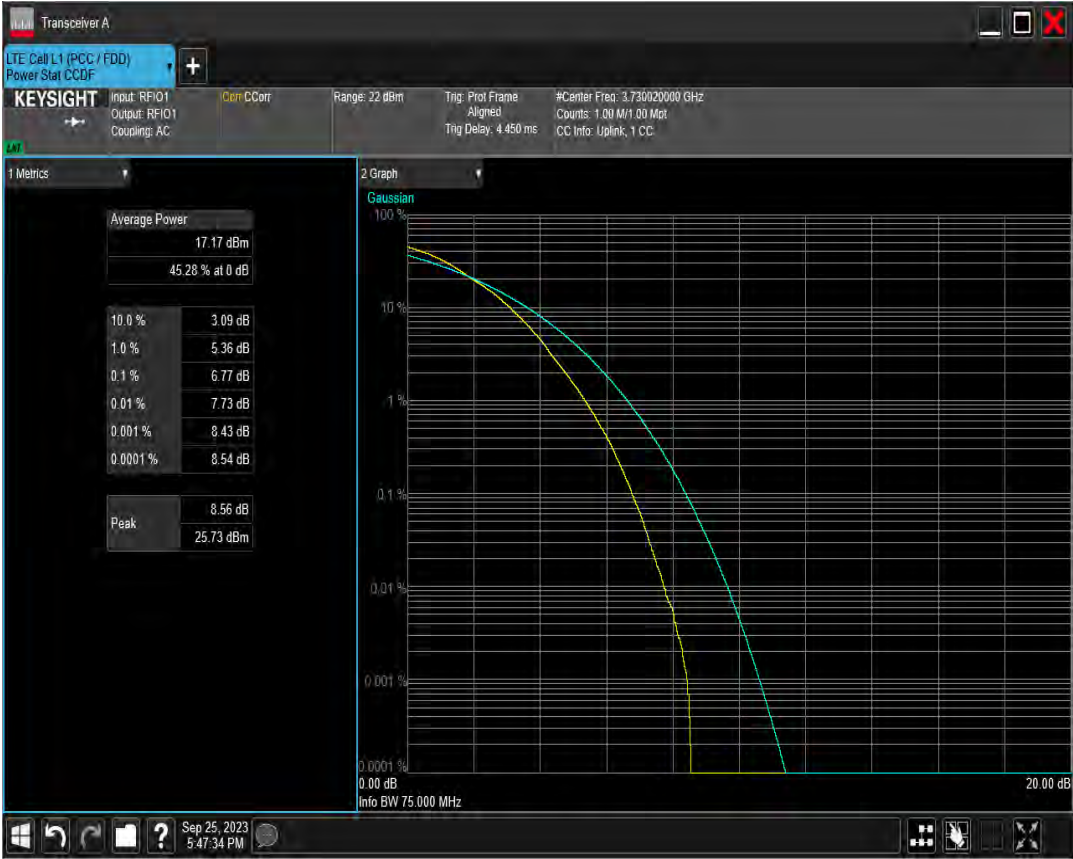 Transceiver A
LTE Cell L1 (PCC / FDD)
Power Stat CCDF
KEYSIGHT
Input: RFIO1
Output: RFIO1
Coupling: AC
Corr CCorr
Range: 22 dBm
Trig: Prot Frame
Aligned
Trig Delay: 4.450 ms
#Center Freq: 3.730020000 GHz
Counts: 1.00 M/1.00 Mpt
CC Info: Uplink, 1 CC
1 Metrics
Average Power
17.17 dBm
45.28 % at 0 dB
10.0 % 3.09 dB
1.0 % 5.36 dB
0.1 % 6.77 dB
0.01 % 7.73 dB
0.001 % 8.43 dB
0.0001 % 8.54 dB
Peak
8.56 dB
25.73 dBm
2 Graph
Gaussian
100 %
10 %
1 %
0.1 %
0.01 %
0.001 %
0.0001 %
0.00 dB
20.00 dB
Info BW 75.000 MHz
Sep 25, 2023
5:47:34 PM